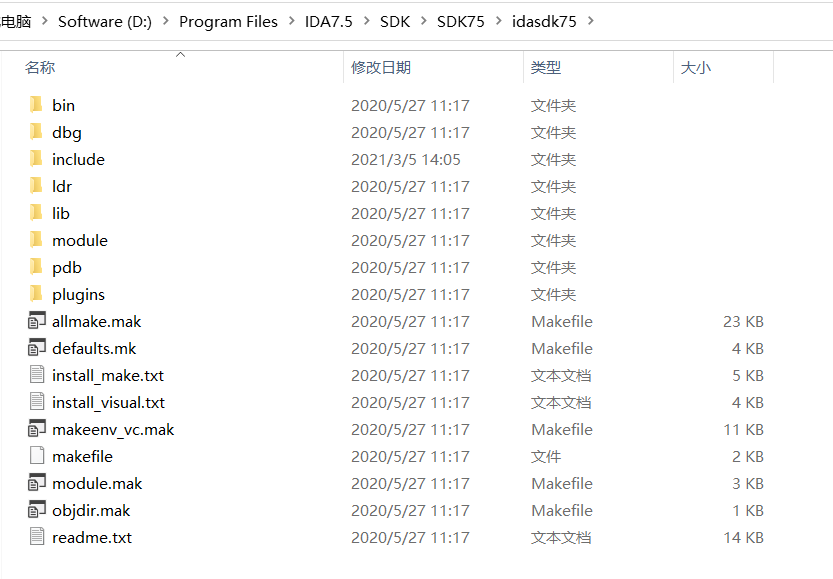 电脑 > Software (D:) > Program Files > IDA7.5 > SDK > SDK75 > idasdk75 >
名称 修改日期 类型 大小
bin 2020/5/27 11:17 文件夹
dbg 2020/5/27 11:17 文件夹
include 2021/3/5 14:05 文件夹
ldr 2020/5/27 11:17 文件夹
lib 2020/5/27 11:17 文件夹
module 2020/5/27 11:17 文件夹
pdb 2020/5/27 11:17 文件夹
plugins 2020/5/27 11:17 文件夹
allmake.mak 2020/5/27 11:17 Makefile 23 KB
defaults.mk 2020/5/27 11:17 Makefile 4 KB
install_make.txt 2020/5/27 11:17 文本文档 5 KB
install_visual.txt 2020/5/27 11:17 文本文档 4 KB
makeenv_vc.mak 2020/5/27 11:17 Makefile 11 KB
makefile 2020/5/27 11:17 文件 2 KB
module.mak 2020/5/27 11:17 Makefile 3 KB
objdir.mak 2020/5/27 11:17 Makefile 1 KB
readme.txt 2020/5/27 11:17 文本文档 14 KB